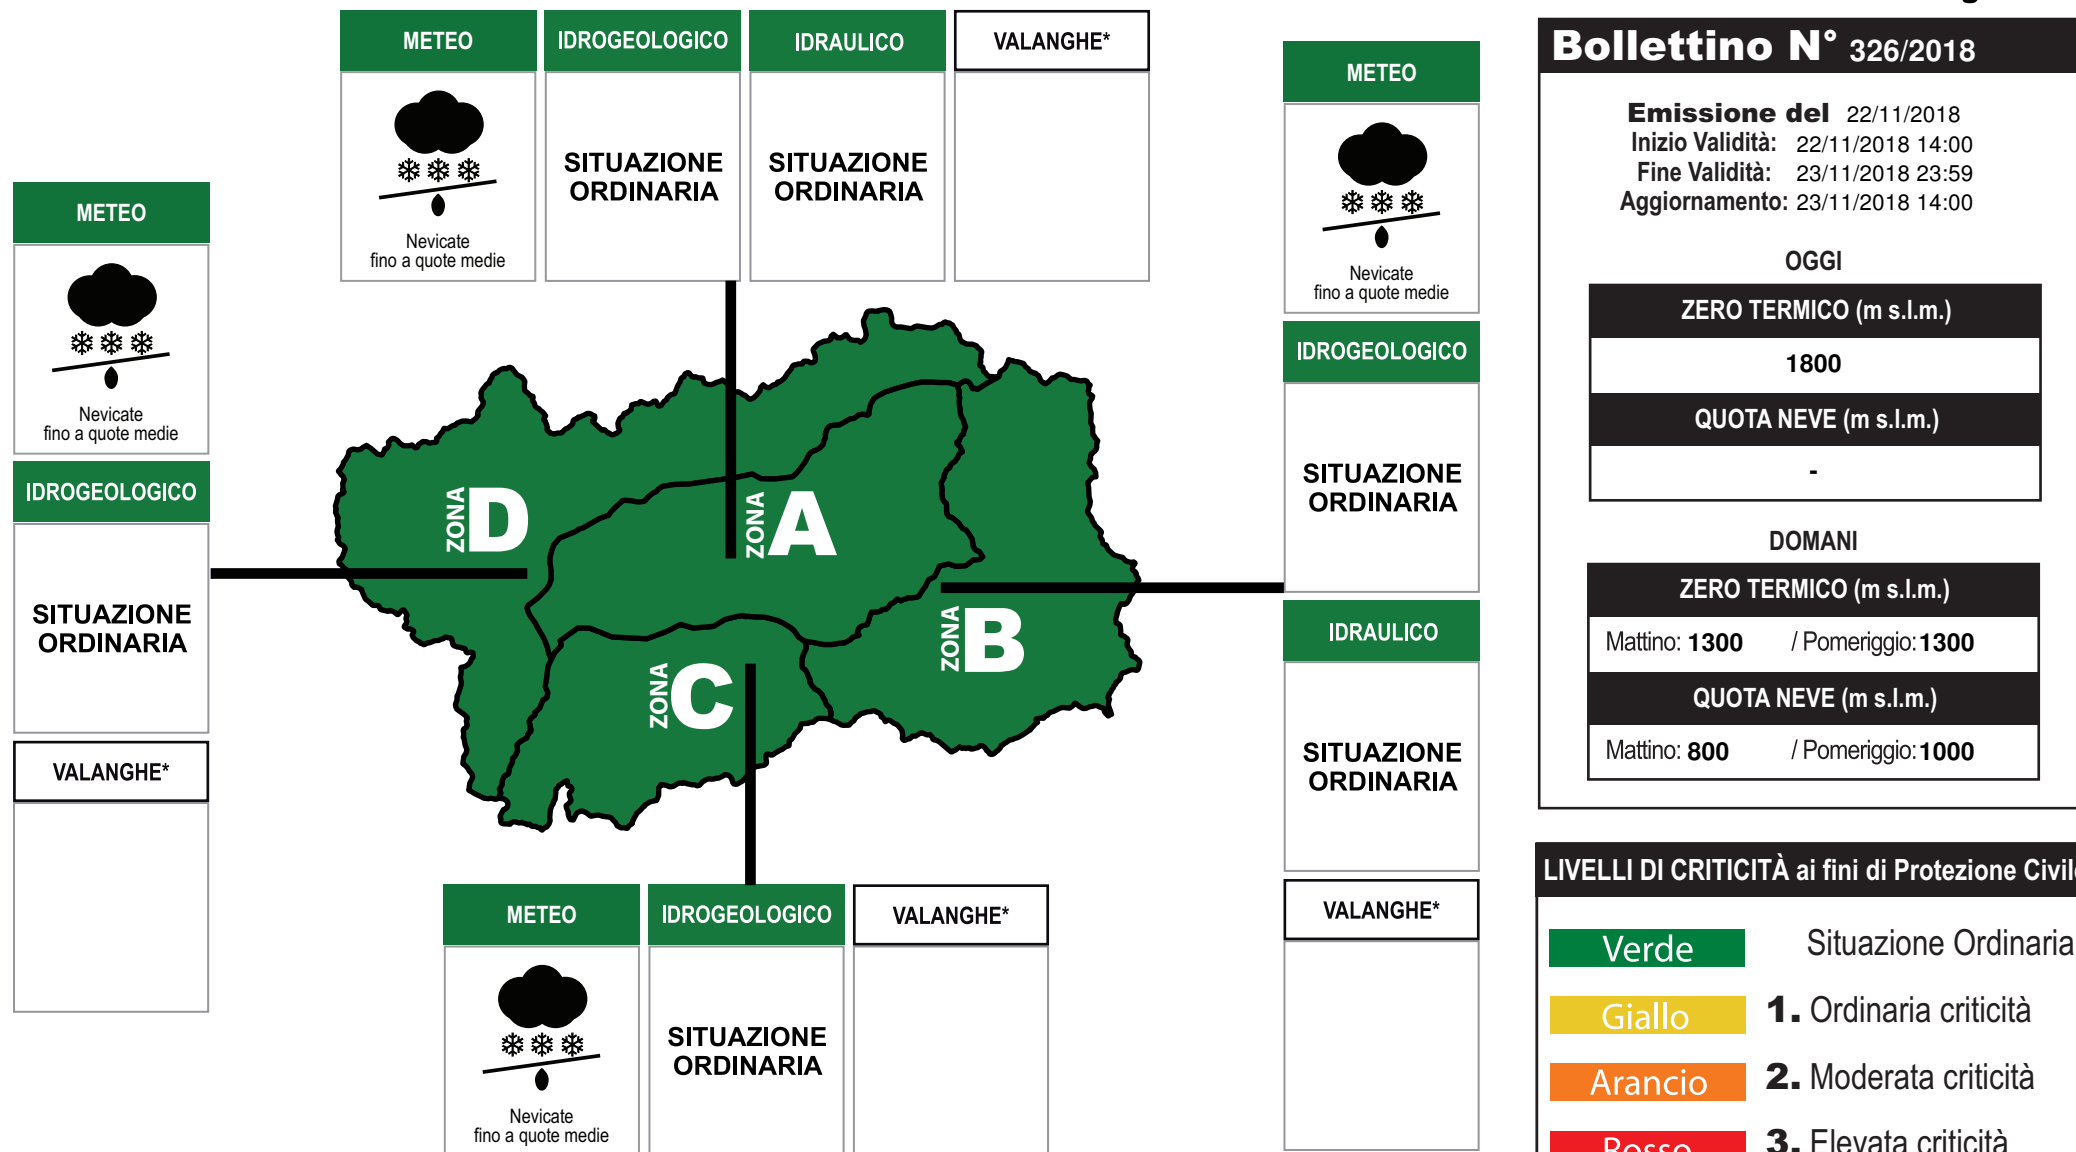 METEO
IDROGEOLOGICO
IDRAULICO
VALANGHE*
Nevicate
fino a quote medie
SITUAZIONE
ORDINARIA
SITUAZIONE
ORDINARIA
METEO
Nevicate
fino a quote medie
IDROGEOLOGICO
SITUAZIONE
ORDINARIA
VALANGHE*
METEO
Nevicate
fino a quote medie
IDROGEOLOGICO
SITUAZIONE
ORDINARIA
IDRAULICO
SITUAZIONE
ORDINARIA
VALANGHE*
ZONA D
ZONA A
ZONA B
ZONA C
METEO
IDROGEOLOGICO
VALANGHE*
Nevicate
fino a quote medie
SITUAZIONE
ORDINARIA
Bollettino N° 326/2018
Emissione del 22/11/2018
Inizio Validità: 22/11/2018 14:00
Fine Validità: 23/11/2018 23:59
Aggiornamento: 23/11/2018 14:00
OGGI
ZERO TERMICO (m s.l.m.)
1800
QUOTA NEVE (m s.l.m.)
-
DOMANI
ZERO TERMICO (m s.l.m.)
Mattino: 1300 / Pomeriggio: 1300
QUOTA NEVE (m s.l.m.)
Mattino: 800 / Pomeriggio: 1000
LIVELLI DI CRITICITÀ ai fini di Protezione Civile
Verde Situazione Ordinaria
Giallo 1. Ordinaria criticità
Arancio 2. Moderata criticità
Rosso 3. Elevata criticità